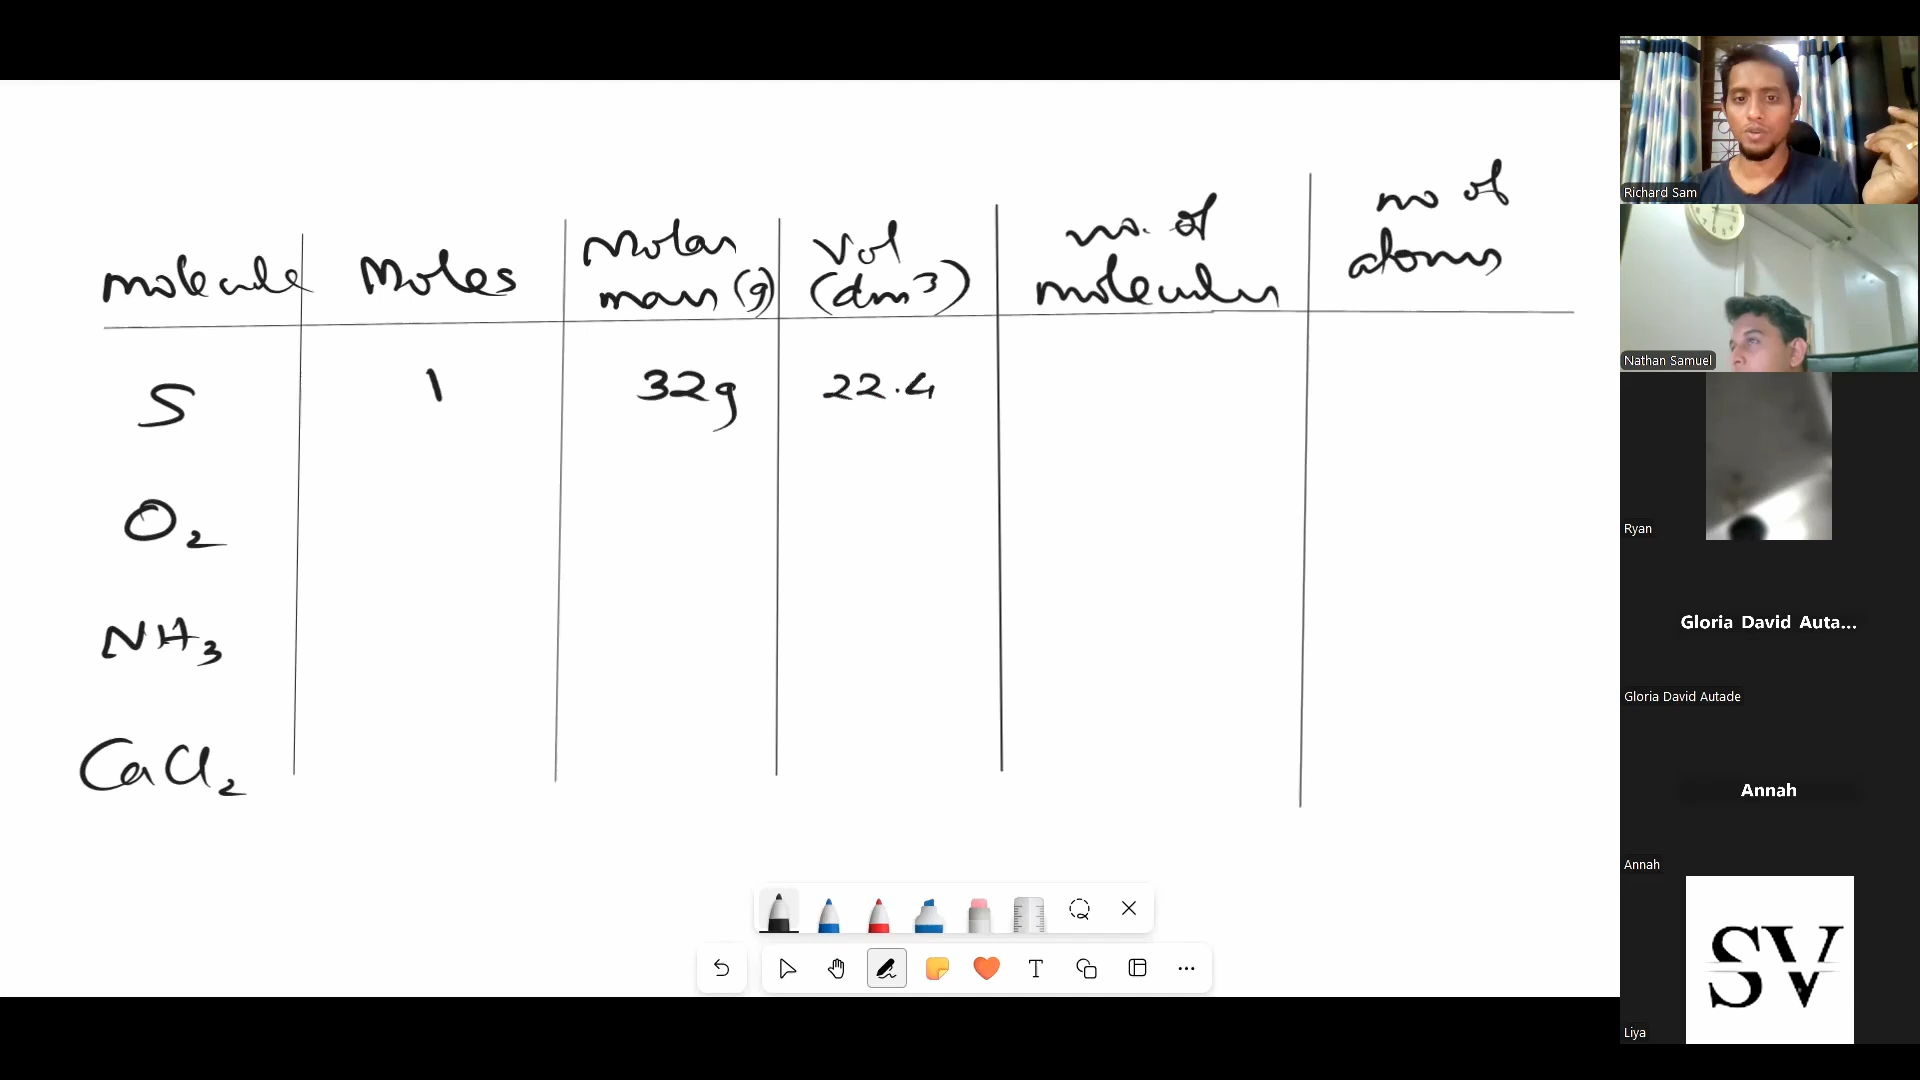 molecule
Moles
Molar
mass (g)
Vol
(dm³)
no. of
molecules
no of
atoms
S
1
32g
22.4
O₂
NH₃
CaCl₂
T
Richard Sam
Nathan Samuel
Ryan
Gloria David Auta...
Gloria David Autade
Annah
Annah
SV
Liya